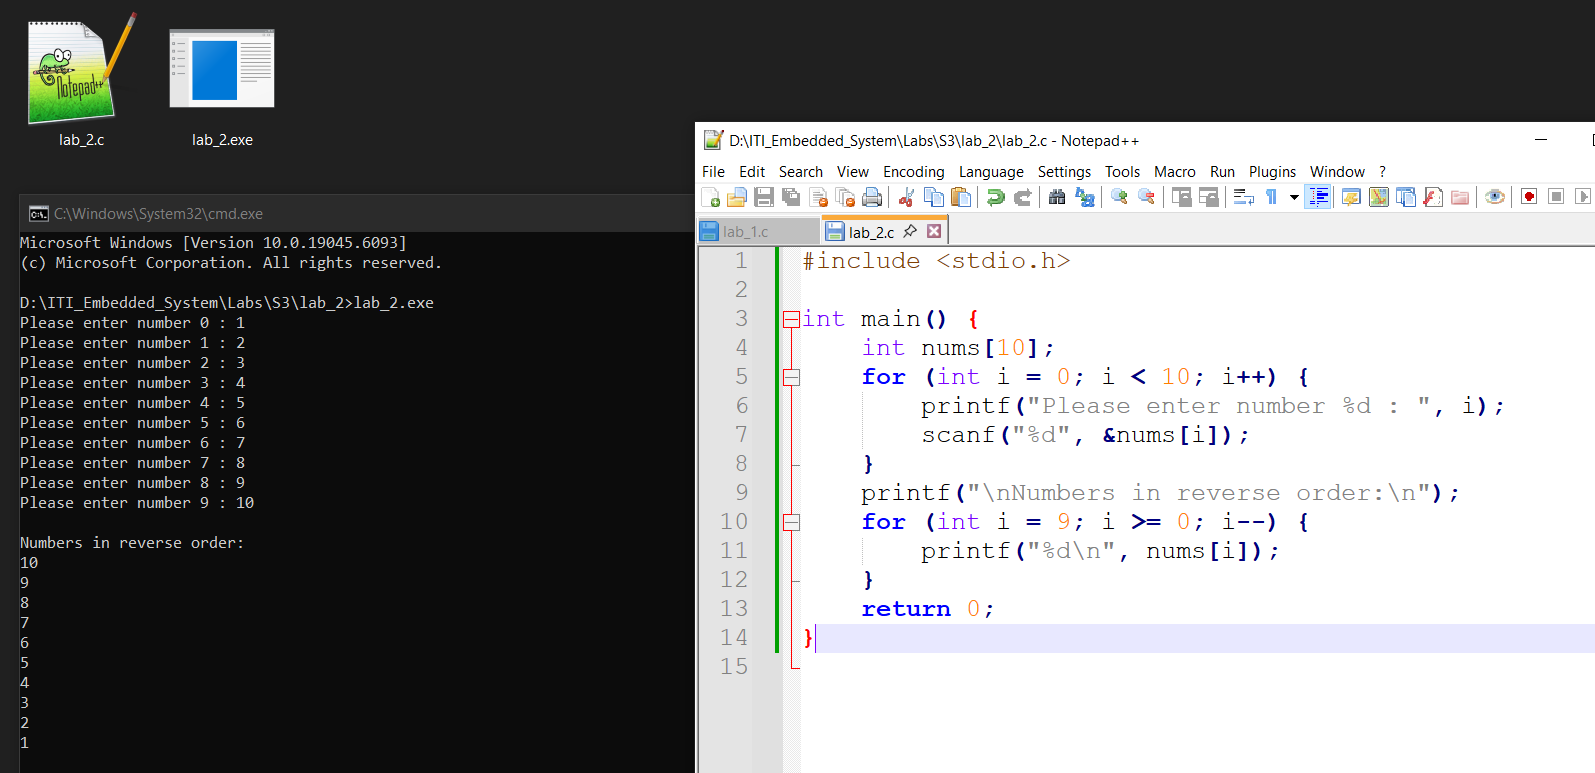 Notepad++
lab_2.c
lab_2.exe
C:\Windows\System32\cmd.exe
Microsoft Windows [Version 10.0.19045.6093]
(c) Microsoft Corporation. All rights reserved.
D:\ITI_Embedded_System\Labs\S3\lab_2>lab_2.exe
Please enter number 0 : 1
Please enter number 1 : 2
Please enter number 2 : 3
Please enter number 3 : 4
Please enter number 4 : 5
Please enter number 5 : 6
Please enter number 6 : 7
Please enter number 7 : 8
Please enter number 8 : 9
Please enter number 9 : 10
Numbers in reverse order:
10
9
8
7
6
5
4
3
2
1
D:\ITI_Embedded_System\Labs\S3\lab_2\lab_2.c - Notepad++
File Edit Search View Encoding Language Settings Tools Macro Run Plugins Window ?
lab_1.c lab_2.c
1 #include <stdio.h>
2
3 int main() {
4     int nums[10];
5     for (int i = 0; i < 10; i++) {
6         printf("Please enter number %d : ", i);
7         scanf("%d", &nums[i]);
8     }
9     printf("\nNumbers in reverse order:\n");
10     for (int i = 9; i >= 0; i--) {
11         printf("%d\n", nums[i]);
12     }
13     return 0;
14 }
15